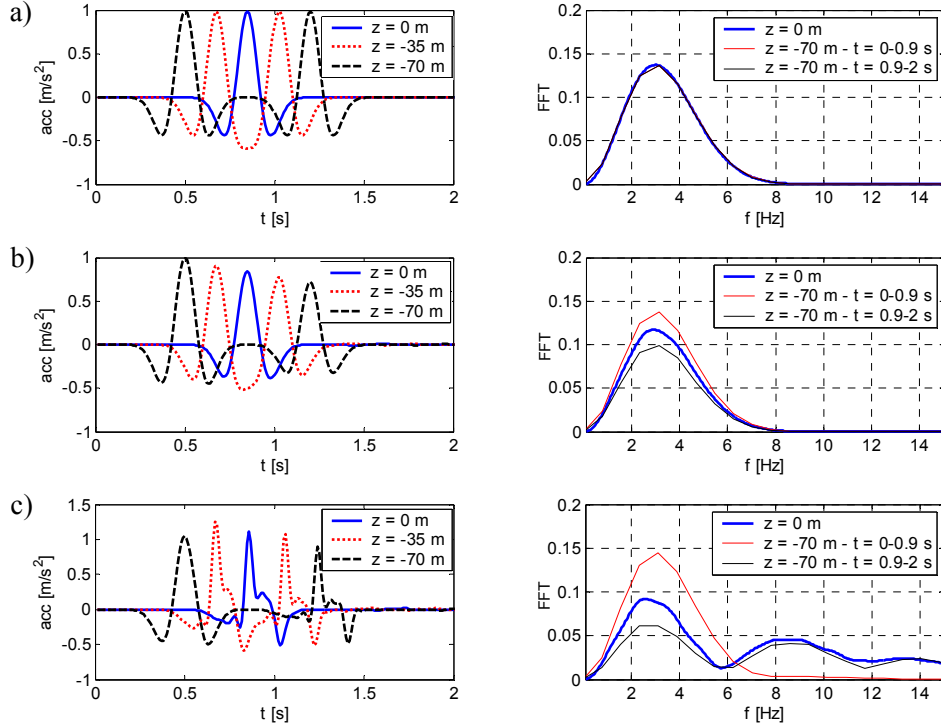 a)
1
0.5
0
-0.5
-1
acc [m/s²]
0 0.5 1 1.5 2
t [s]
z = 0 m
z = -35 m
z = -70 m
0.2
0.15
0.1
0.05
0
FFT
2 4 6 8 10 12 14
f [Hz]
z = 0 m
z = -70 m - t = 0-0.9 s
z = -70 m - t = 0.9-2 s
b)
1
0.5
0
-0.5
-1
acc [m/s²]
0 0.5 1 1.5 2
t [s]
z = 0 m
z = -35 m
z = -70 m
0.2
0.15
0.1
0.05
0
FFT
2 4 6 8 10 12 14
f [Hz]
z = 0 m
z = -70 m - t = 0-0.9 s
z = -70 m - t = 0.9-2 s
c)
1.5
1
0.5
0
-0.5
-1
acc [m/s²]
0 0.5 1 1.5 2
t [s]
z = 0 m
z = -35 m
z = -70 m
0.2
0.15
0.1
0.05
0
FFT
2 4 6 8 10 12 14
f [Hz]
z = 0 m
z = -70 m - t = 0-0.9 s
z = -70 m - t = 0.9-2 s